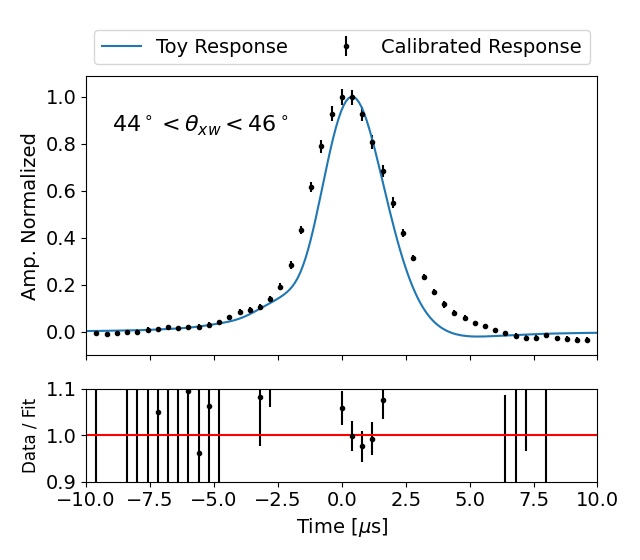 Toy Response
Calibrated Response
44° < θxw < 46°
Amp. Normalized
1.0
0.8
0.6
0.4
0.2
0.0
Data / Fit
1.1
1.0
0.9
−10.0 −7.5 −5.0 −2.5 0.0 2.5 5.0 7.5 10.0
Time [μs]